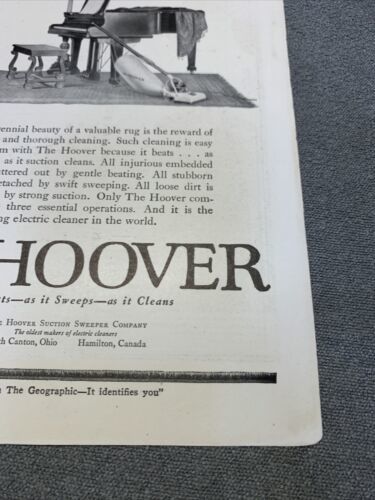 ennial beauty of a valuable rug is the reward of
and thorough cleaning. Such cleaning is easy
m with The Hoover because it beats . . . as
as it suction cleans. All injurious embedded
ttered out by gentle beating. All stubborn
etached by swift sweeping. All loose dirt is
by strong suction. Only The Hoover com-
three essential operations. And it is the
ng electric cleaner in the world.
HOOVER
ts—as it Sweeps—as it Cleans
E HOOVER SUCTION SWEEPER COMPANY
The oldest makers of electric cleaners
th Canton, Ohio Hamilton, Canada
n The Geographic—It identifies you"